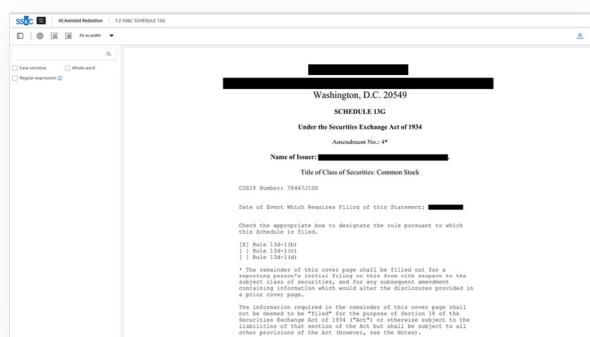 SS&C
AI-Assisted Redaction
7.2 SS&C SCHEDULE 13G
Fit to width
Case sensitive
Whole word
Regular expression
Washington, D.C. 20549
SCHEDULE 13G
Under the Securities Exchange Act of 1934
Amendment No.: 4*
Name of Issuer:
Title of Class of Securities: Common Stock
CUSIP Number: 78467J100
Date of Event Which Requires Filing of this Statement:
Check the appropriate box to designate the rule pursuant to which
this Schedule is filed.
[X] Rule 13d-1(b)
[ ] Rule 13d-1(c)
[ ] Rule 13d-1(d)
* The remainder of this cover page shall be filled out for a
reporting person's initial filing on this form with respect to the
subject class of securities, and for any subsequent amendment
containing information which would alter the disclosures provided in
a prior cover page.
The information required in the remainder of this cover page shall
not be deemed to be "filed" for the purpose of Section 18 of the
Securities Exchange Act of 1934 ("Act") or otherwise subject to the
liabilities of that section of the Act but shall be subject to all
other provisions of the Act (however, see the Notes).